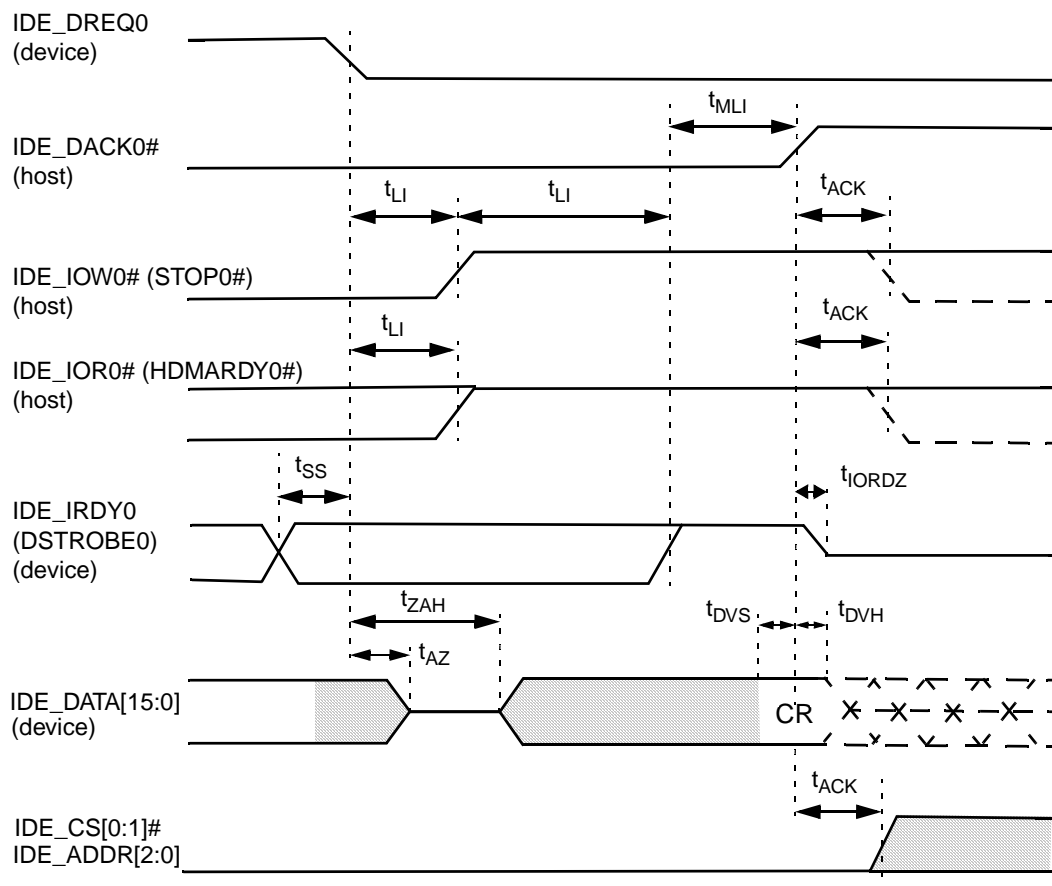 IDE_DREQ0
(device)
tMLI
IDE_DACK0#
(host)
tLI
tLI
tACK
IDE_IOW0# (STOP0#)
(host)
tLI
tACK
IDE_IOR0# (HDMARDY0#)
(host)
tSS
tIORDZ
IDE_IRDY0
(DSTROBE0)
(device)
tZAH
tDVS
tDVH
tAZ
IDE_DATA[15:0]
(device)
CR
tACK
IDE_CS[0:1]#
IDE_ADDR[2:0]